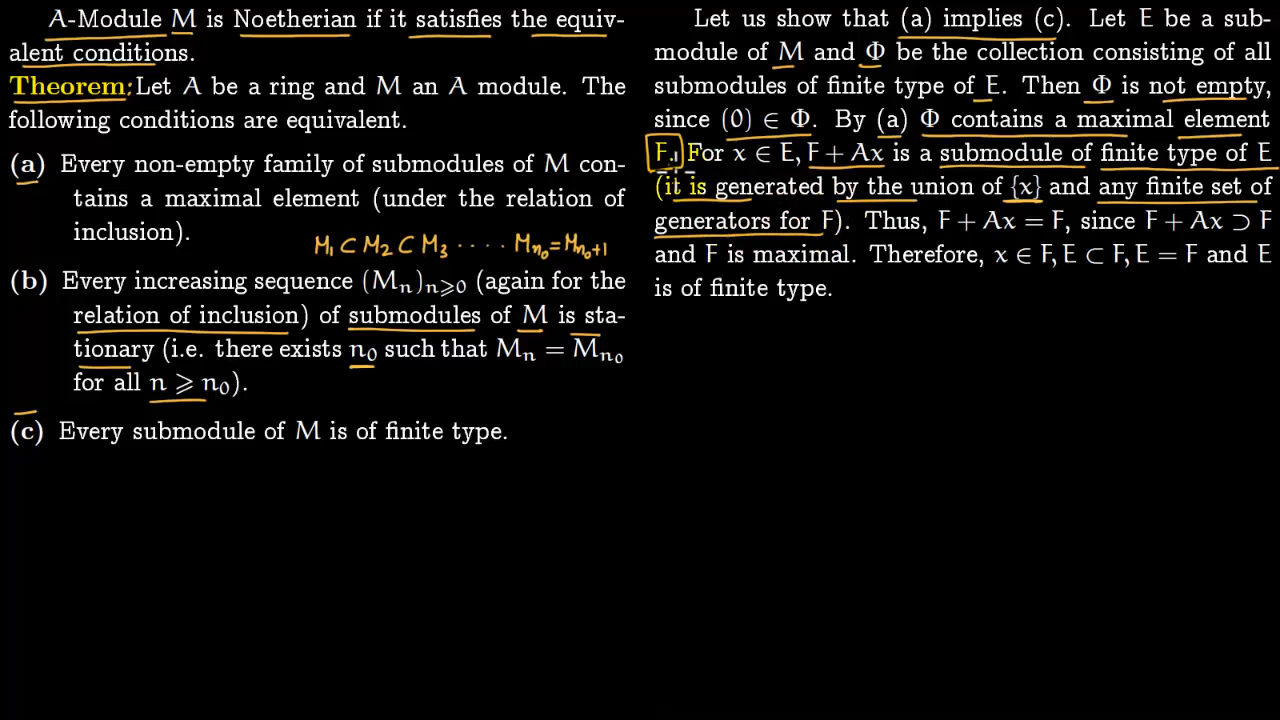 A-Module M is Noetherian if it satisfies the equiv-
alent conditions.
Theorem: Let A be a ring and M an A module. The
following conditions are equivalent.
(a) Every non-empty family of submodules of M con-
tains a maximal element (under the relation of
inclusion).
M₁ ⊂ M₂ ⊂ M₃ ···· Mₙ₀ = Mₙ₀₊₁
(b) Every increasing sequence (Mₙ)ₙ⩾₀ (again for the
relation of inclusion) of submodules of M is sta-
tionary (i.e. there exists n₀ such that Mₙ = Mₙ₀
for all n ⩾ n₀).
(c) Every submodule of M is of finite type.
Let us show that (a) implies (c). Let E be a sub-
module of M and Φ be the collection consisting of all
submodules of finite type of E. Then Φ is not empty,
since (0) ∈ Φ. By (a) Φ contains a maximal element
F. For x ∈ E, F + Ax is a submodule of finite type of E
(it is generated by the union of {x} and any finite set of
generators for F). Thus, F + Ax = F, since F + Ax ⊃ F
and F is maximal. Therefore, x ∈ F, E ⊂ F, E = F and E
is of finite type.